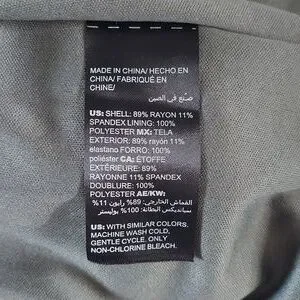 MADE IN CHINA/ HECHO EN
CHINA/ FABRIQUÉ EN
CHINE/
صنع في الصين
US: SHELL: 89% RAYON 11%
SPANDEX LINING: 100%
POLYESTER MX: TELA
EXTERIOR: 89% rayón 11%
elastano FORRO: 100%
poliéster CA: ÉTOFFE
EXTÉRIEURE: 89%
RAYONNE 11% SPANDEX
DOUBLURE: 100%
POLYESTER AE/KW:
القماش الخارجي: 89% رايون 11%
سباندیکس البطانة: 100% بوليستر
US: WITH SIMILAR COLORS,
MACHINE WASH COLD,
GENTLE CYCLE. ONLY
NON-CHLORINE BLEACH.